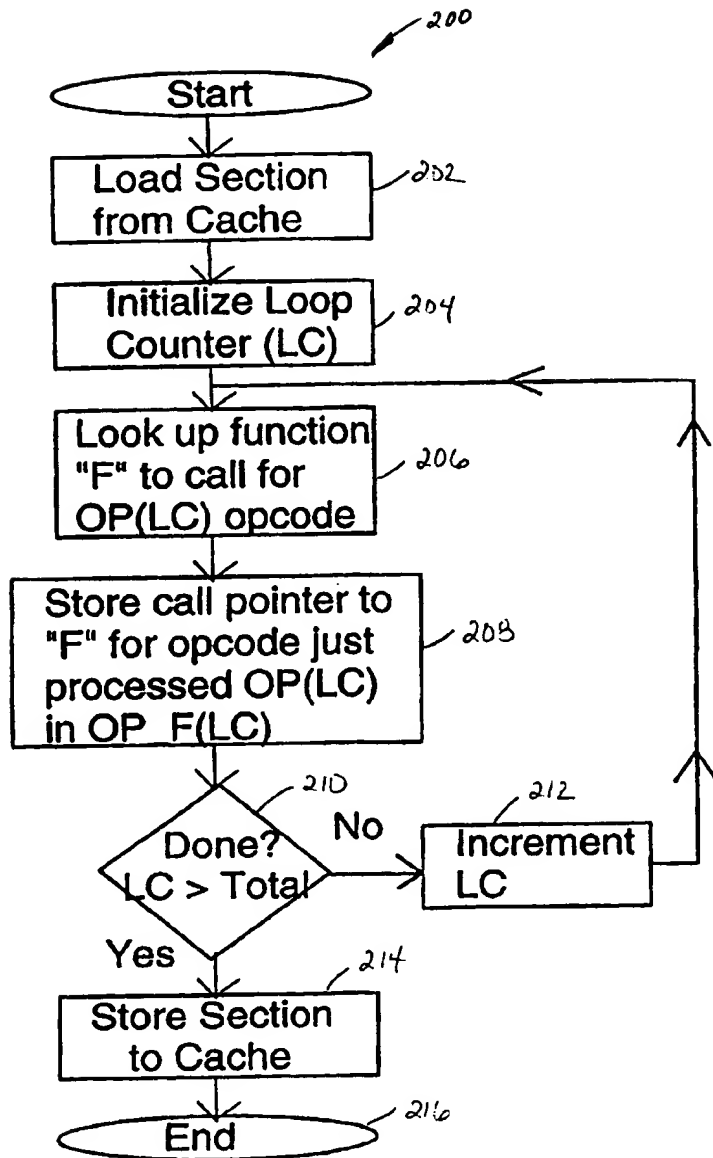 200
Start
Load Section
from Cache
202
Initialize Loop
Counter (LC)
204
Look up function
"F" to call for
OP(LC) opcode
206
Store call pointer to
"F" for opcode just
processed OP(LC)
in OP_F(LC)
208
210
Done?
LC > Total
No
212
Increment
LC
Yes
214
Store Section
to Cache
End
216